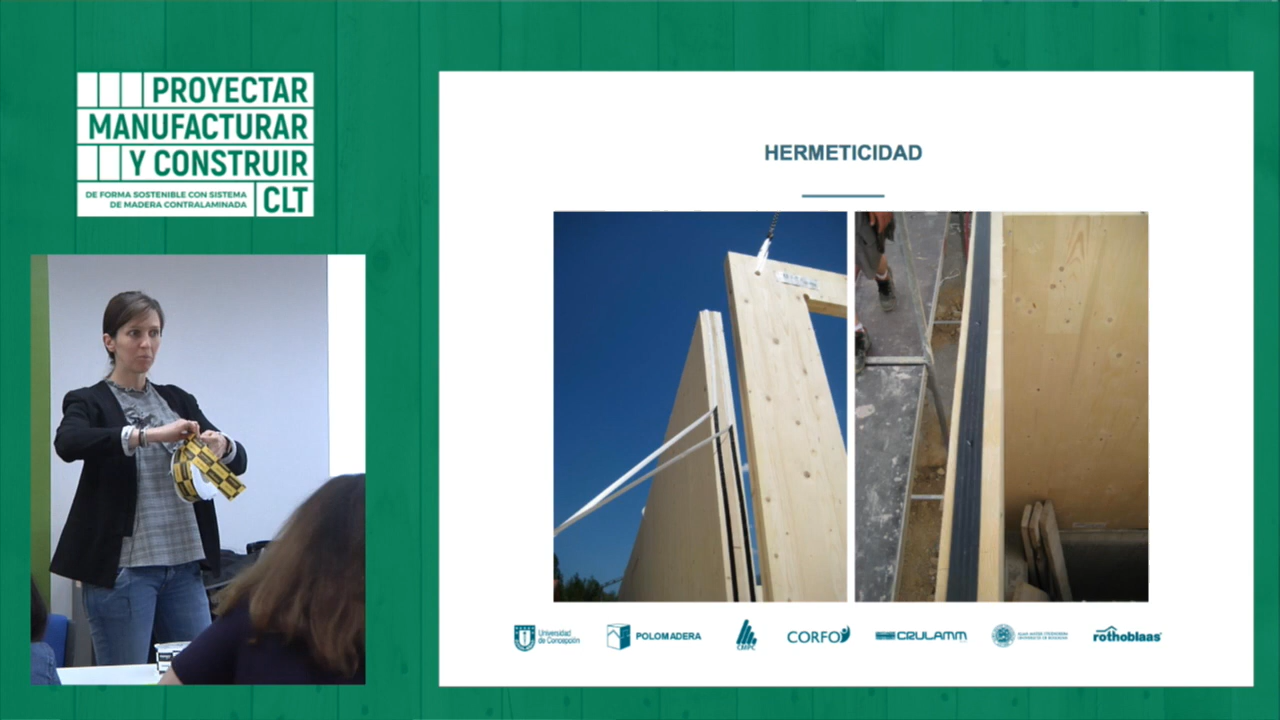 PROYECTAR
MANUFACTURAR
Y CONSTRUIR
DE FORMA SOSTENIBLE CON SISTEMA
DE MADERA CONTRALAMINADA
CLT
HERMETICIDAD
Universidad
de Concepción
POLOMADERA
CMPC
CORFO
CRULAMM
rothoblaas